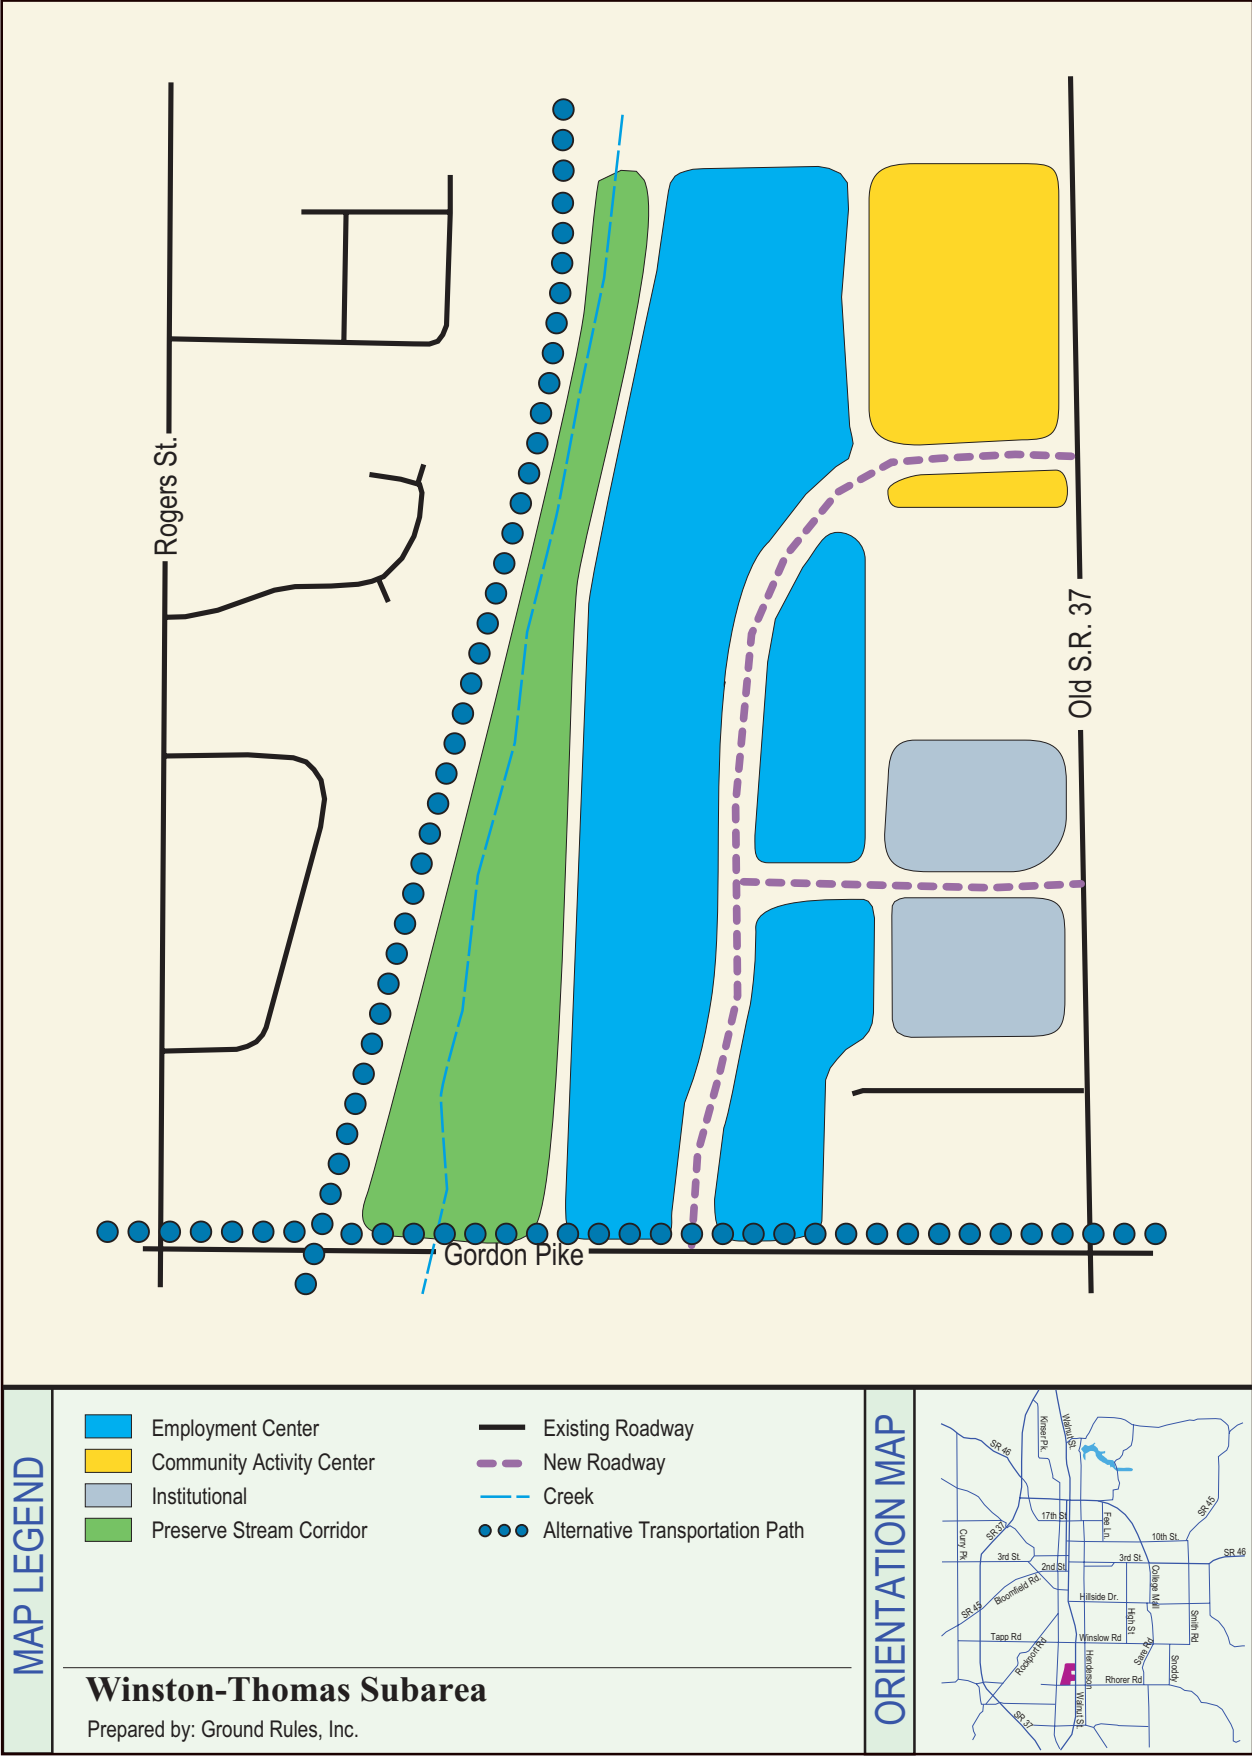 Rogers St.
Old S.R. 37
Gordon Pike
MAP LEGEND
Employment Center
Community Activity Center
Institutional
Preserve Stream Corridor
Existing Roadway
New Roadway
Creek
Alternative Transportation Path
Winston-Thomas Subarea
Prepared by: Ground Rules, Inc.
ORIENTATION MAP
Kinser Pk.
Walnut St.
SR 46
SR 45
17th St
Fee Ln.
SR 37
Curry Pk
10th St.
SR 46
3rd St.
2nd St
3rd St.
College Mall
Bloomfield Rd.
Hillside Dr.
SR 45
High St
Smith Rd
Tapp Rd
Winslow Rd
Rockport Rd
Sare Rd
Snoddy
Henderson
Rhorer Rd
Walnut St.
SR 37